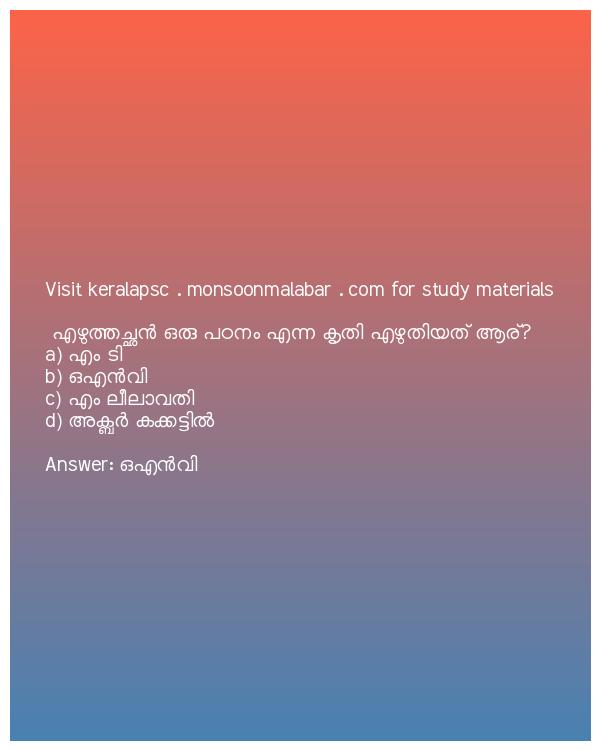 Visit keralapsc . monsoonmalabar . com for study materials
എഴുത്തച്ഛൻ ഒരു പഠനം എന്ന കൃതി എഴുതിയത് ആര്?
a) എം ടി
b) ഒഎൻവി
c) എം ലീലാവതി
d) അക്ബർ കക്കട്ടിൽ
Answer: ഒഎൻവി